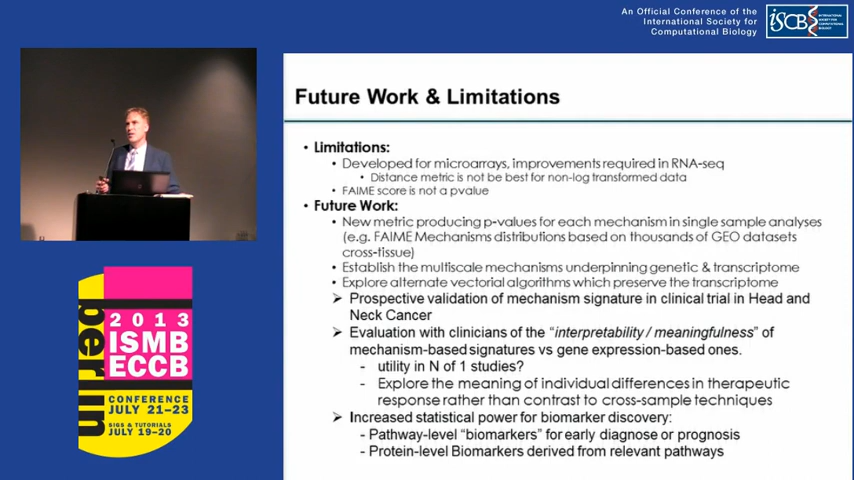 An Official Conference of the
International Society for
Computational Biology
iSCB
INTERNATIONAL
SOCIETY FOR
COMPUTATIONAL
BIOLOGY
Future Work & Limitations
• Limitations:
• Developed for microarrays, improvements required in RNA-seq
• Distance metric is not be best for non-log transformed data
• FAIME score is not a pvalue
• Future Work:
• New metric producing p-values for each mechanism in single sample analyses
(e.g. FAIME Mechanisms distributions based on thousands of GEO datasets
cross-tissue)
• Establish the multiscale mechanisms underpinning genetic & transcriptome
• Explore alternate vectorial algorithms which preserve the transcriptome
➢ Prospective validation of mechanism signature in clinical trial in Head and
Neck Cancer
➢ Evaluation with clinicians of the “interpretability / meaningfulness” of
mechanism-based signatures vs gene expression-based ones.
- utility in N of 1 studies?
- Explore the meaning of individual differences in therapeutic
response rather than contrast to cross-sample techniques
➢ Increased statistical power for biomarker discovery:
- Pathway-level “biomarkers” for early diagnose or prognosis
- Protein-level Biomarkers derived from relevant pathways
berlin
2013
ISMB
ECCB
CONFERENCE
JULY 21–23
SIGS & TUTORIALS
JULY 19–20